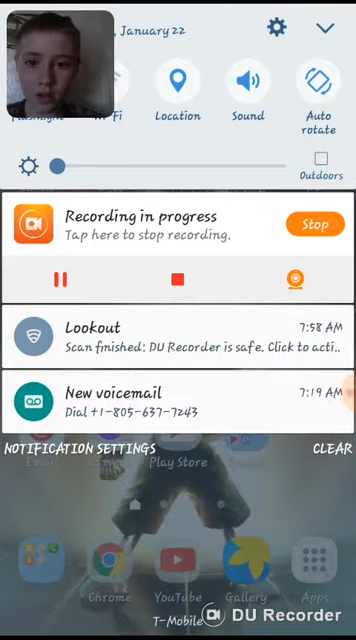 , January 22
Flashlight
Wi-Fi
Location
Sound
Auto
rotate
Outdoors
Recording in progress
Tap here to stop recording.
Stop
Lookout
7:58 AM
Scan finished: DU Recorder is safe. Click to acti..
New voicemail
7:19 AM
Dial +1-805-637-7243
NOTIFICATION SETTINGS
CLEAR
Email
Camera
Play Store
Chrome
YouTube
Gallery
Apps
T-Mobile
DU Recorder